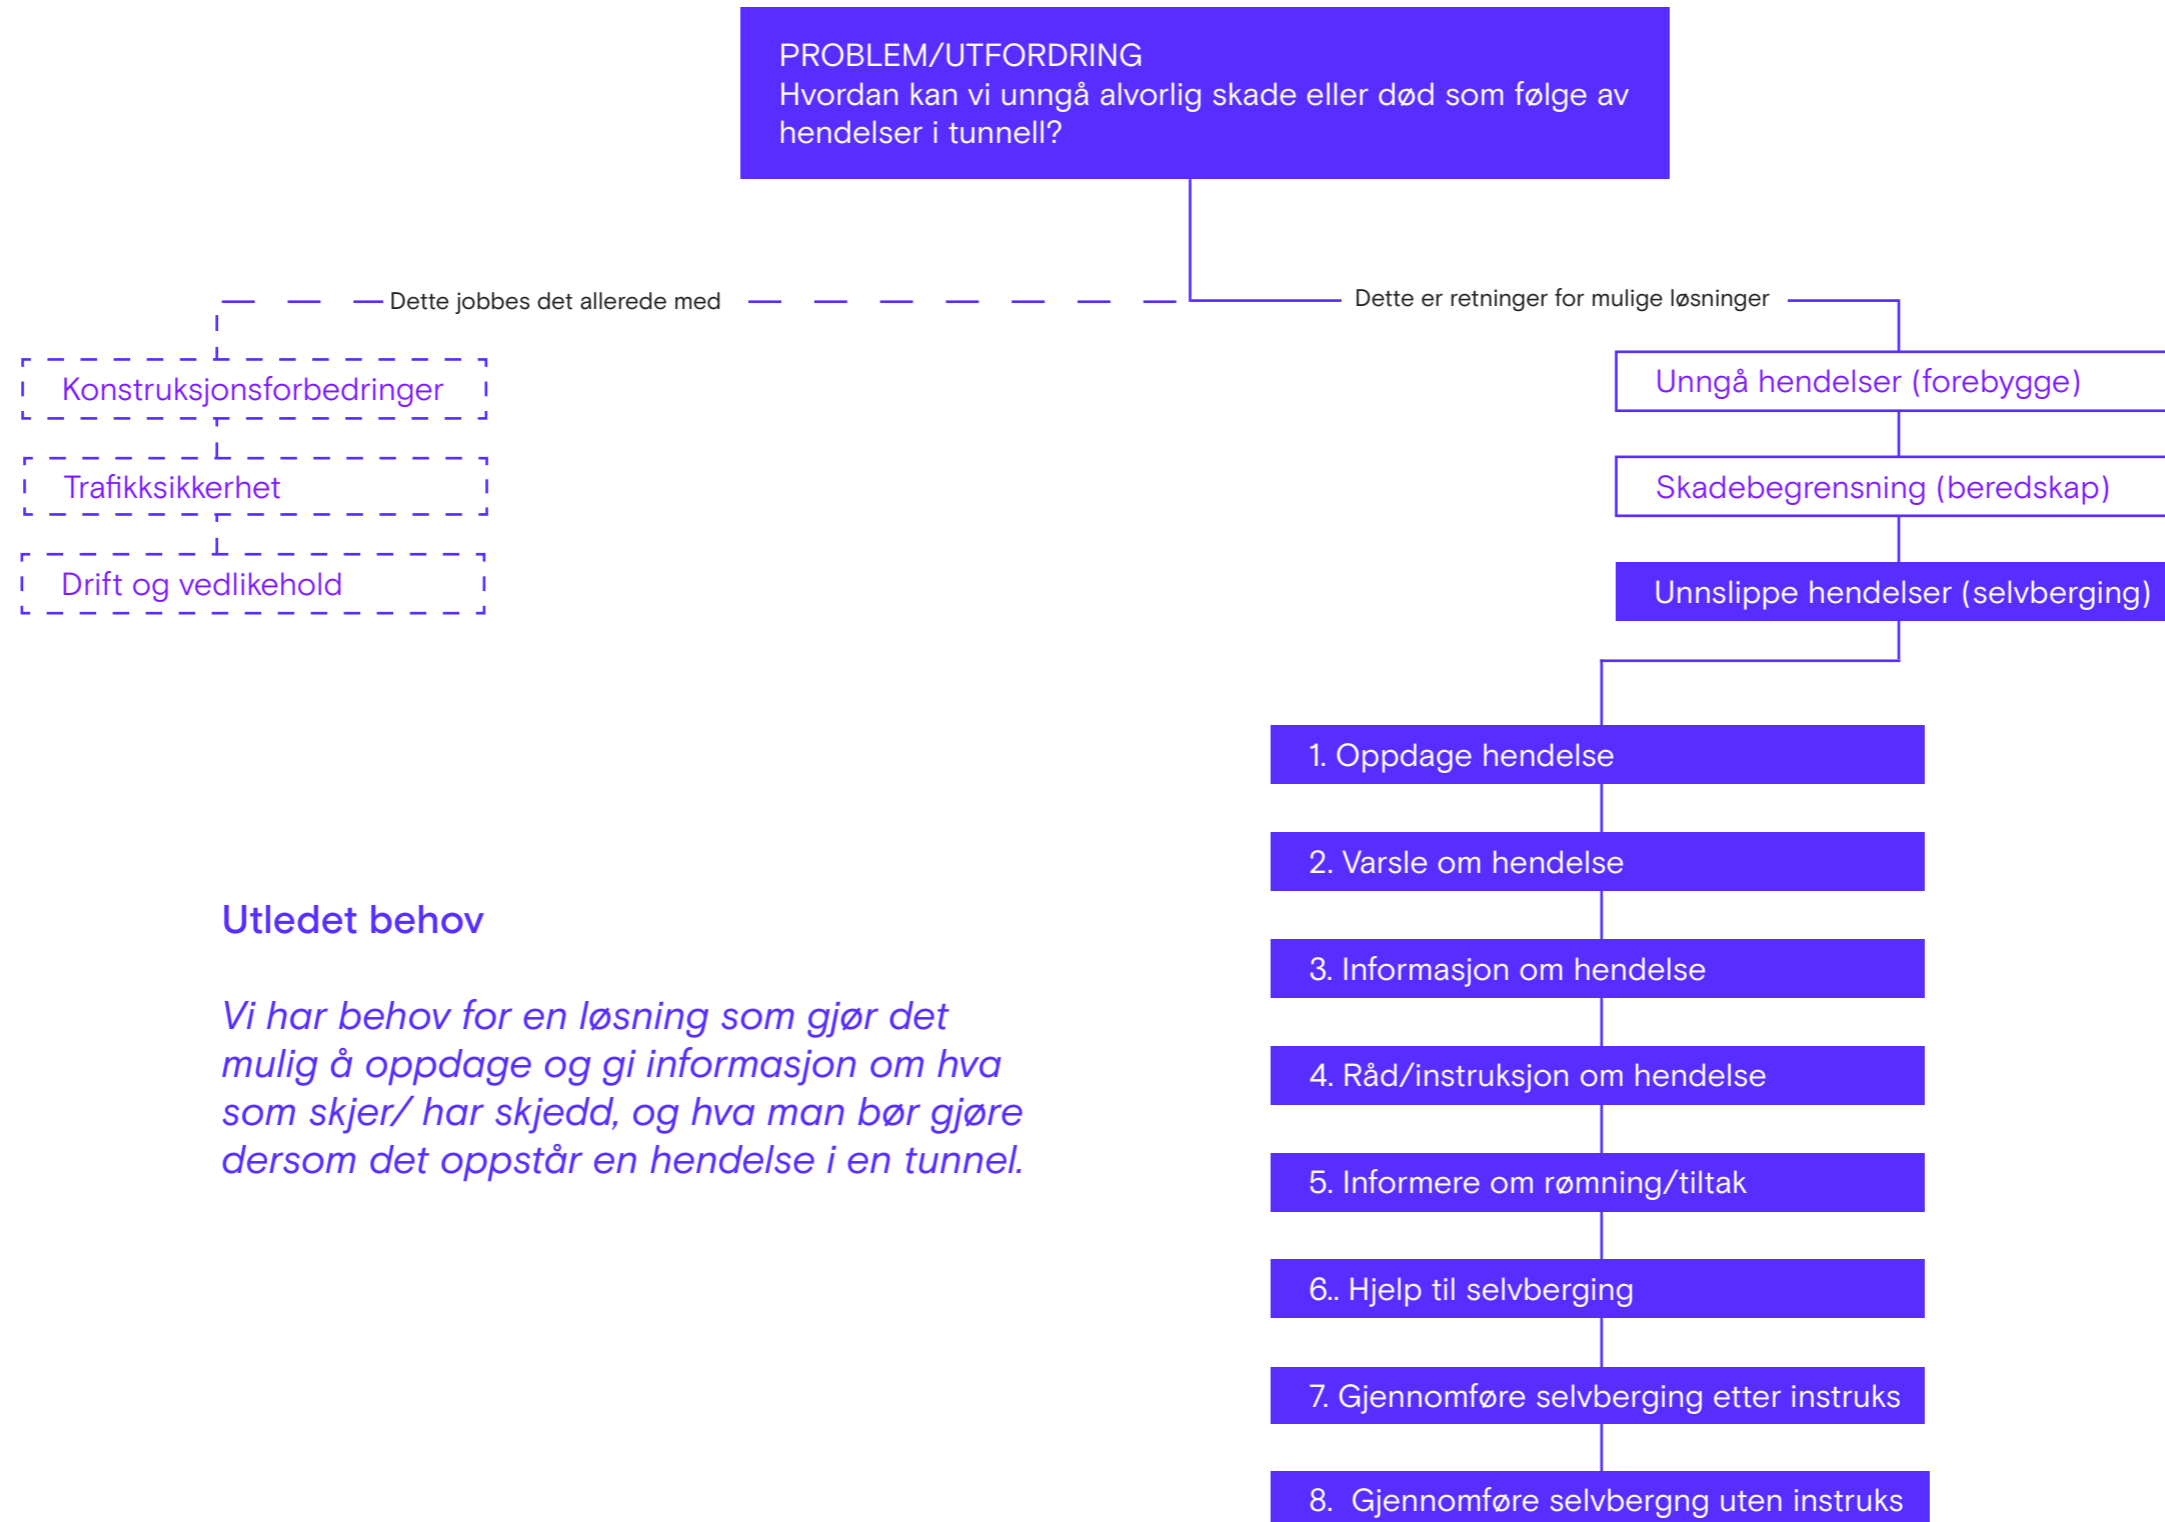 PROBLEM/UTFORDRING
Hvordan kan vi unngå alvorlig skade eller død som følge av
hendelser i tunnell?
Dette jobbes det allerede med
Dette er retninger for mulige løsninger
Konstruksjonsforbedringer
Trafikksikkerhet
Drift og vedlikehold
Unngå hendelser (forebygge)
Skadebegrensning (beredskap)
Unnslippe hendelser (selvberging)
1. Oppdage hendelse
2. Varsle om hendelse
3. Informasjon om hendelse
4. Råd/instruksjon om hendelse
5. Informere om rømning/tiltak
6.. Hjelp til selvberging
7. Gjennomføre selvberging etter instruks
8.  Gjennomføre selvbergng uten instruks
Utledet behov
Vi har behov for en løsning som gjør det
mulig å oppdage og gi informasjon om hva
som skjer/ har skjedd, og hva man bør gjøre
dersom det oppstår en hendelse i en tunnel.